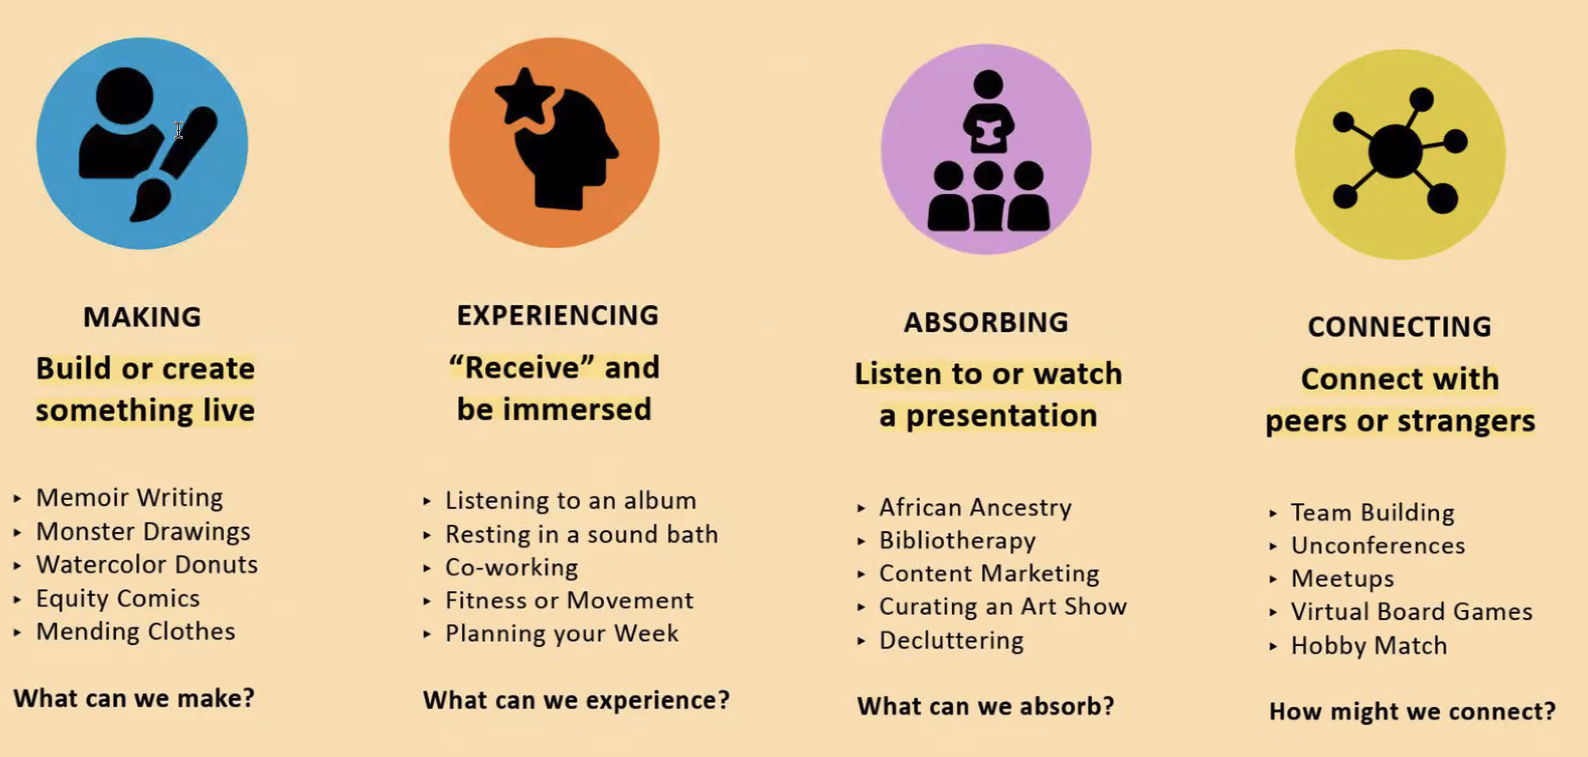 MAKING
Build or create
something live
‣ Memoir Writing
‣ Monster Drawings
‣ Watercolor Donuts
‣ Equity Comics
‣ Mending Clothes
What can we make?
EXPERIENCING
“Receive” and
be immersed
‣ Listening to an album
‣ Resting in a sound bath
‣ Co-working
‣ Fitness or Movement
‣ Planning your Week
What can we experience?
ABSORBING
Listen to or watch
a presentation
‣ African Ancestry
‣ Bibliotherapy
‣ Content Marketing
‣ Curating an Art Show
‣ Decluttering
What can we absorb?
CONNECTING
Connect with
peers or strangers
‣ Team Building
‣ Unconferences
‣ Meetups
‣ Virtual Board Games
‣ Hobby Match
How might we connect?